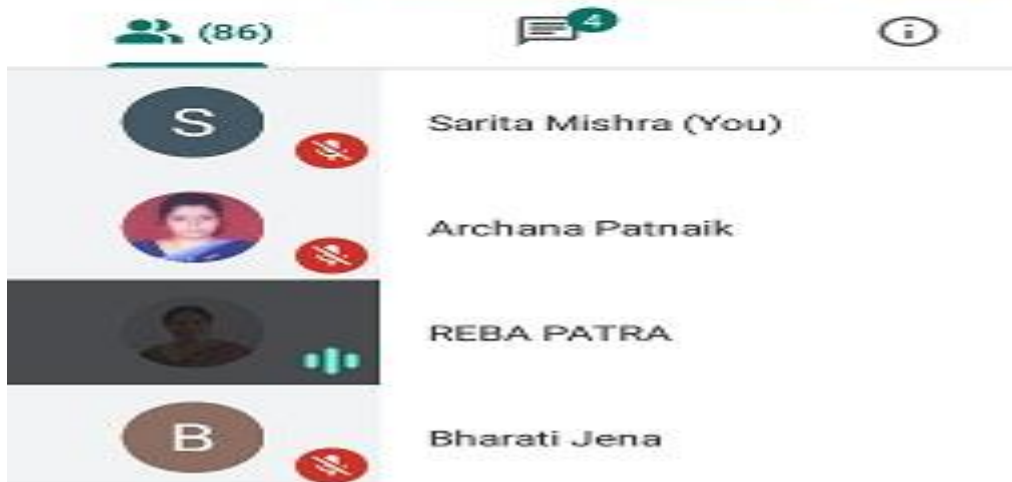 (86) 4
S Sarita Mishra (You)
Archana Patnaik
REBA PATRA
B Bharati Jena